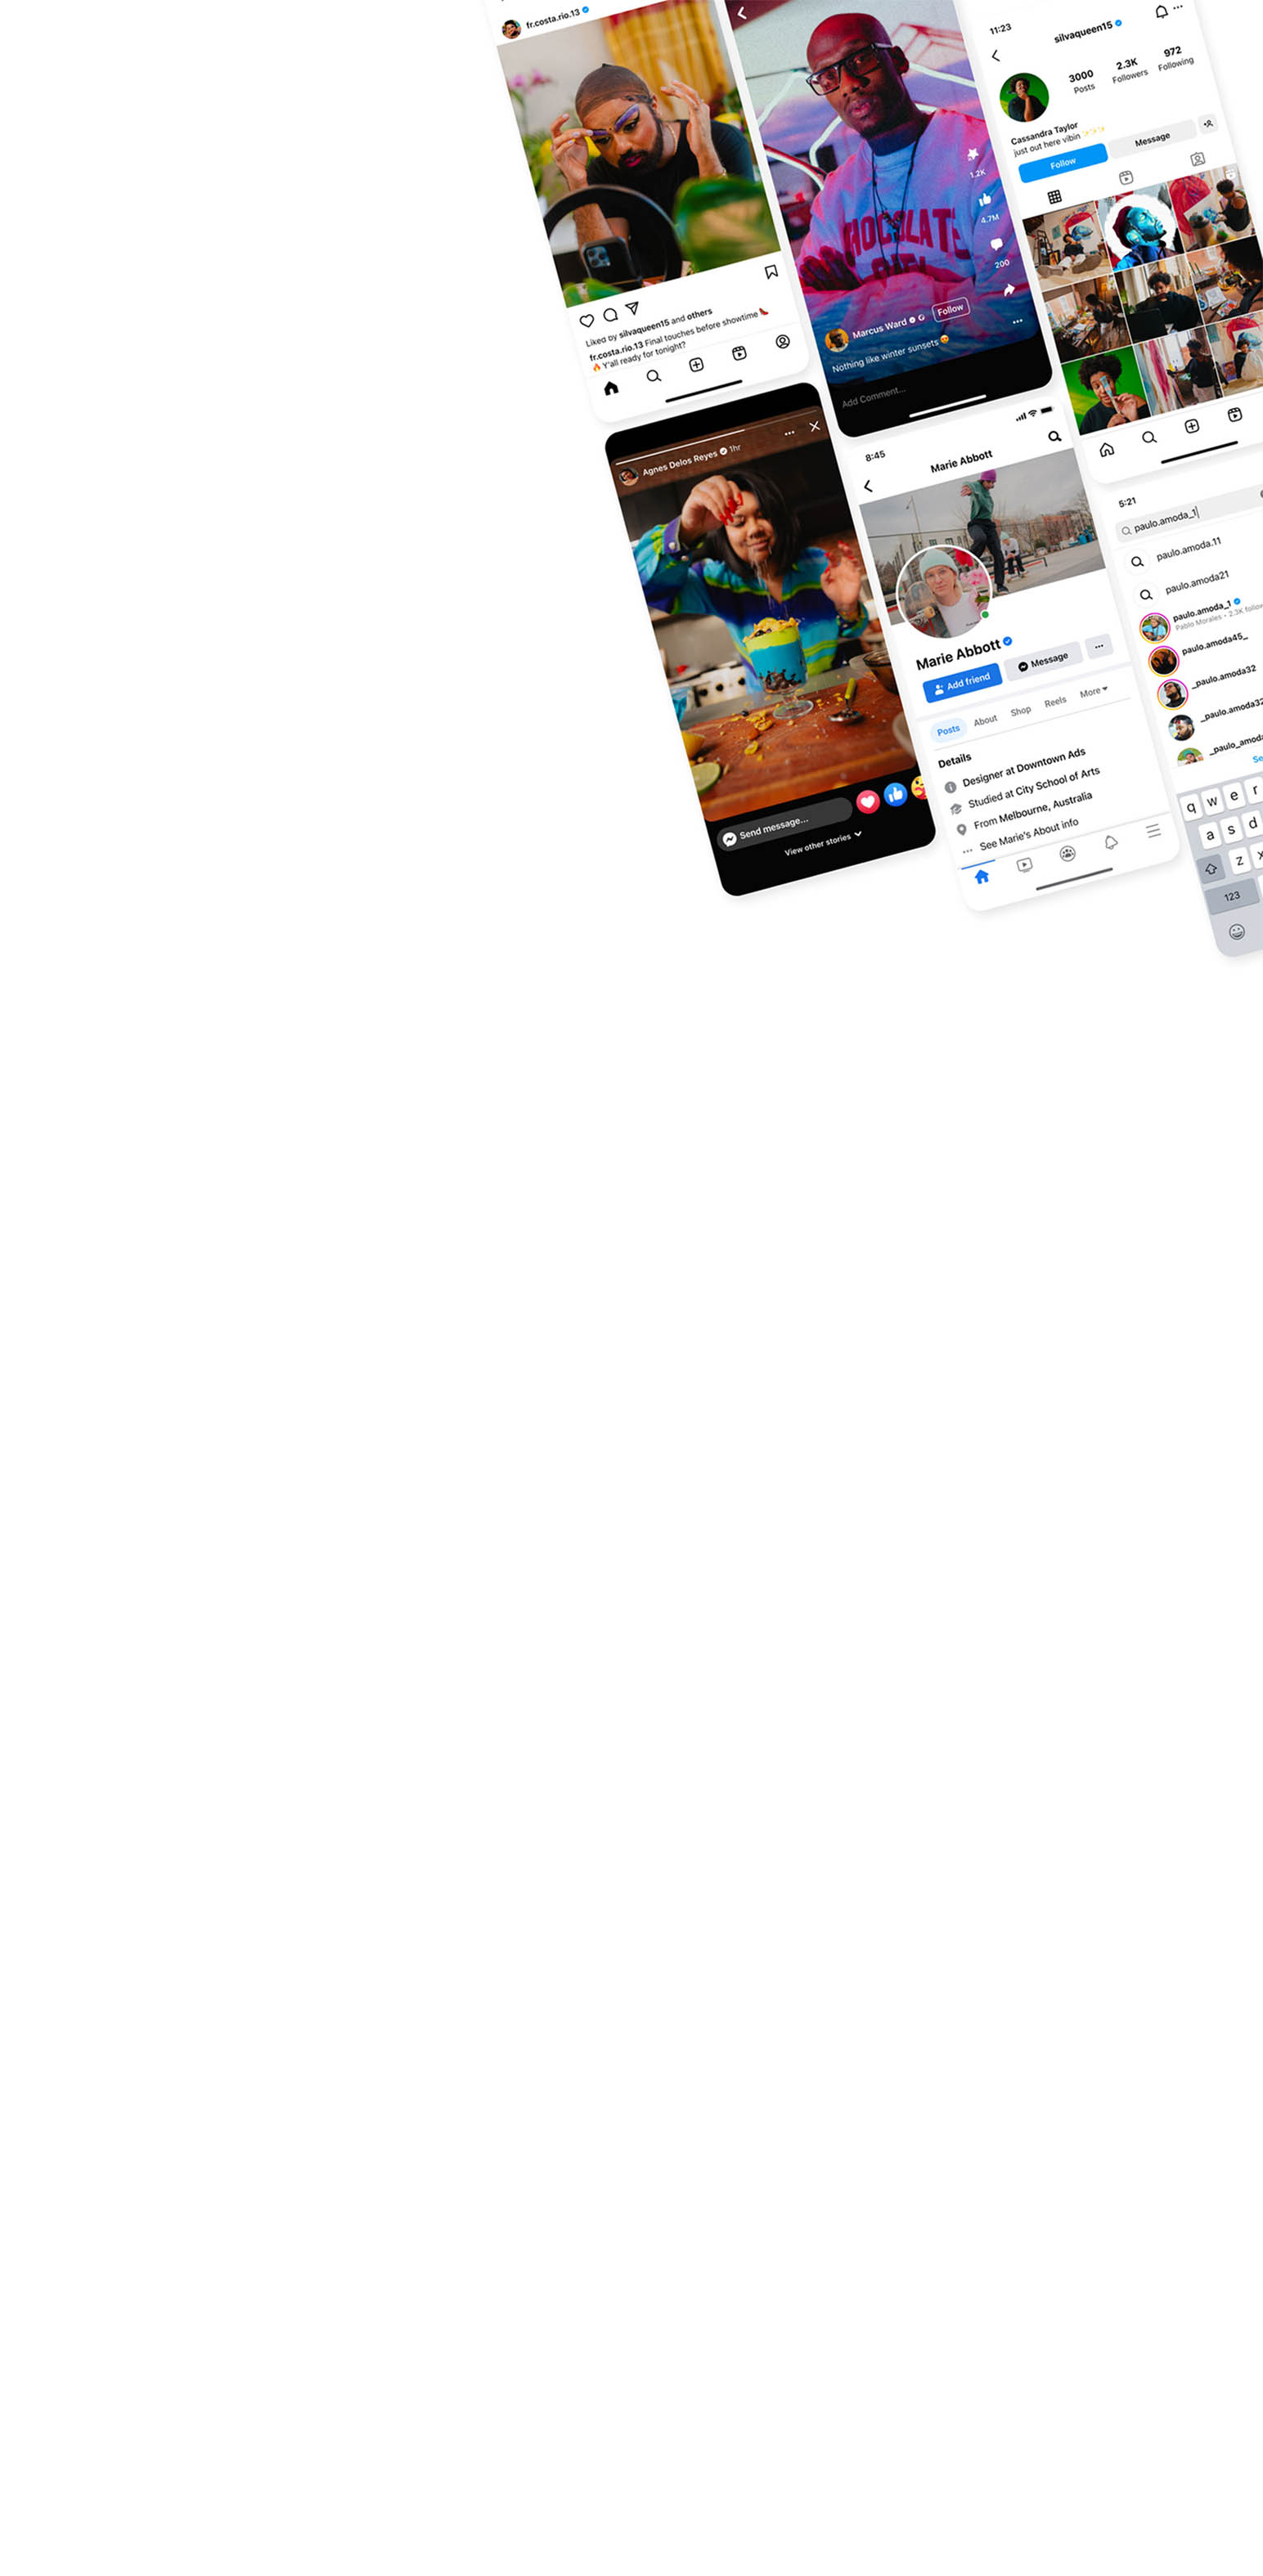 fr.costa.rio.13
Liked by silvaqueen15 and others
fr.costa.rio.13 Final touches before showtime 👠
🔥 Y'all ready for tonight?
1.2K
4.7M
200
Marcus Ward
Follow
Nothing like winter sunsets 😍
Add Comment...
11:23
silvaqueen15
3000
Posts
2.3K
Followers
972
Following
Cassandra Taylor
just out here vibin ✨✨✨
Follow
Message
Agnes Delos Reyes 1hr
Send message...
View other stories
8:45
Marie Abbott
Marie Abbott
Add friend
Message
Posts About Shop Reels More
Details
Designer at Downtown Ads
Studied at City School of Arts
From Melbourne, Australia
See Marie's About info
5:21
paulo.amoda_1
paulo.amoda.11
paulo.amoda21
paulo.amoda_1
Pablo Morales • 2.3K follow
paulo.amoda45_
_paulo.amoda32
_paulo.amoda32
_paulo_amoda
Se
q w e r
a s d
z x
123